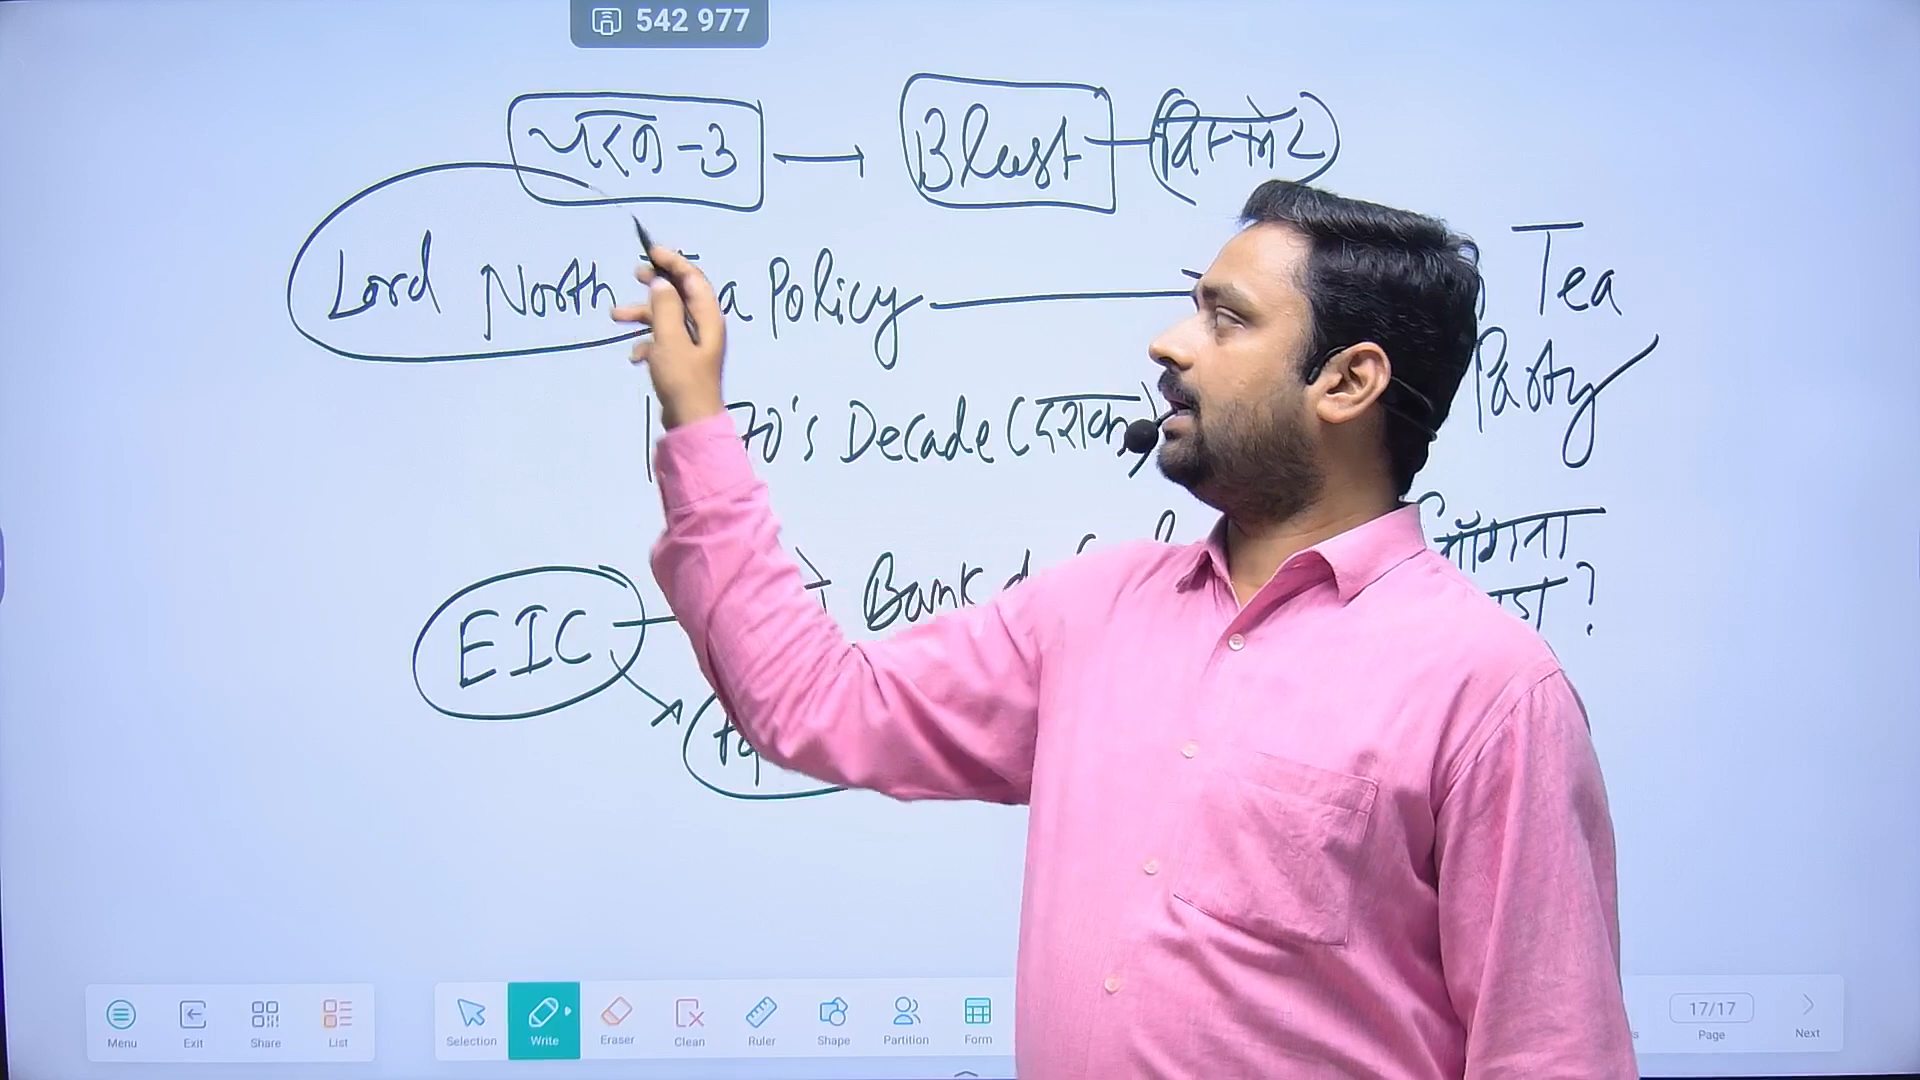 542 977
चरण-3 → Blast - (विस्फोट)
Lord North Policy — Tea
Party
70's Decade (दशक)
EIC Bank माँगना
?
Menu Exit Share List Selection Write Eraser Clean Ruler Shape Partition Form 17/17 Page Next